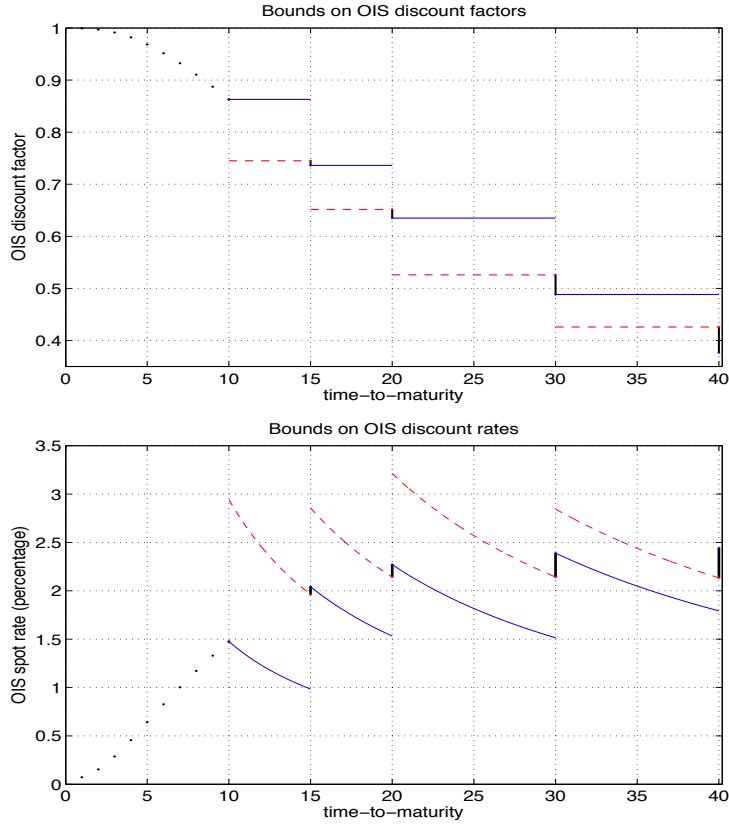 Bounds on OIS discount factors
1
0.9
0.8
0.7
0.6
0.5
0.4
OIS discount factor
0 5 10 15 20 25 30 35 40
time-to-maturity
Bounds on OIS discount rates
3.5
3
2.5
2
1.5
1
0.5
0
OIS spot rate (percentage)
0 5 10 15 20 25 30 35 40
time-to-maturity